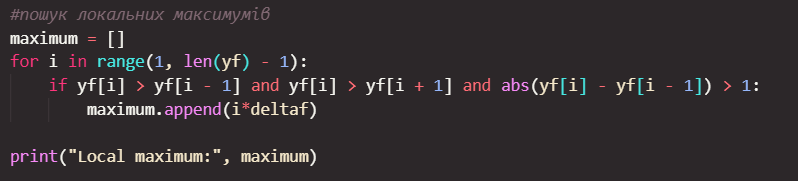 #пошук локальних максимумів
maximum = []
for i in range(1, len(yf) - 1):
    if yf[i] > yf[i - 1] and yf[i] > yf[i + 1] and abs(yf[i] - yf[i - 1]) > 1:
        maximum.append(i*deltaf)

print("Local maximum:", maximum)